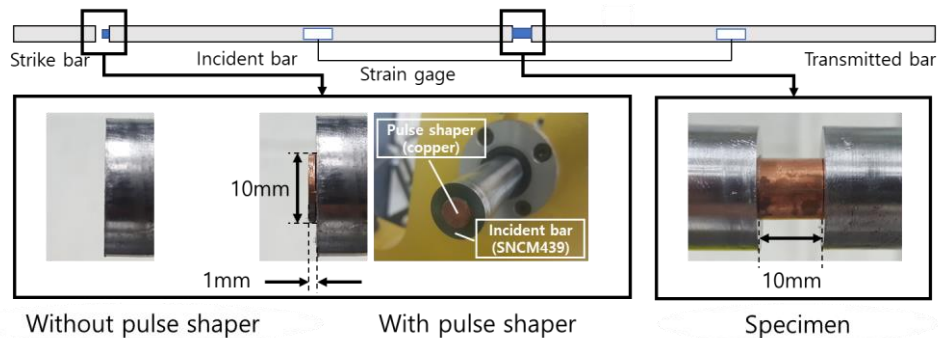 Strike bar
Incident bar
Strain gage
Transmitted bar
10mm
1mm
Pulse shaper
(copper)
Incident bar
(SNCM439)
10mm
Without pulse shaper
With pulse shaper
Specimen